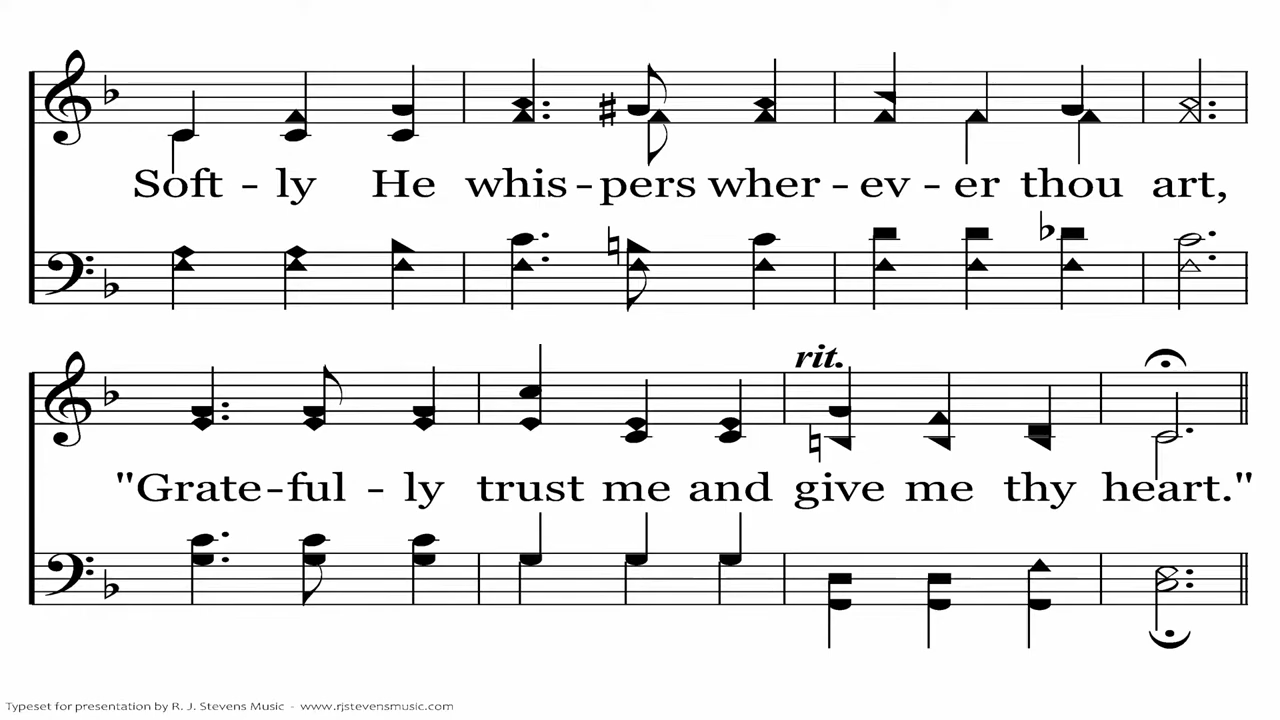 Soft - ly He whis - pers wher - ev - er thou art,
rit.
"Grate - ful - ly trust me and give me thy heart."
Typeset for presentation by R. J. Stevens Music - www.rjstevensmusic.com